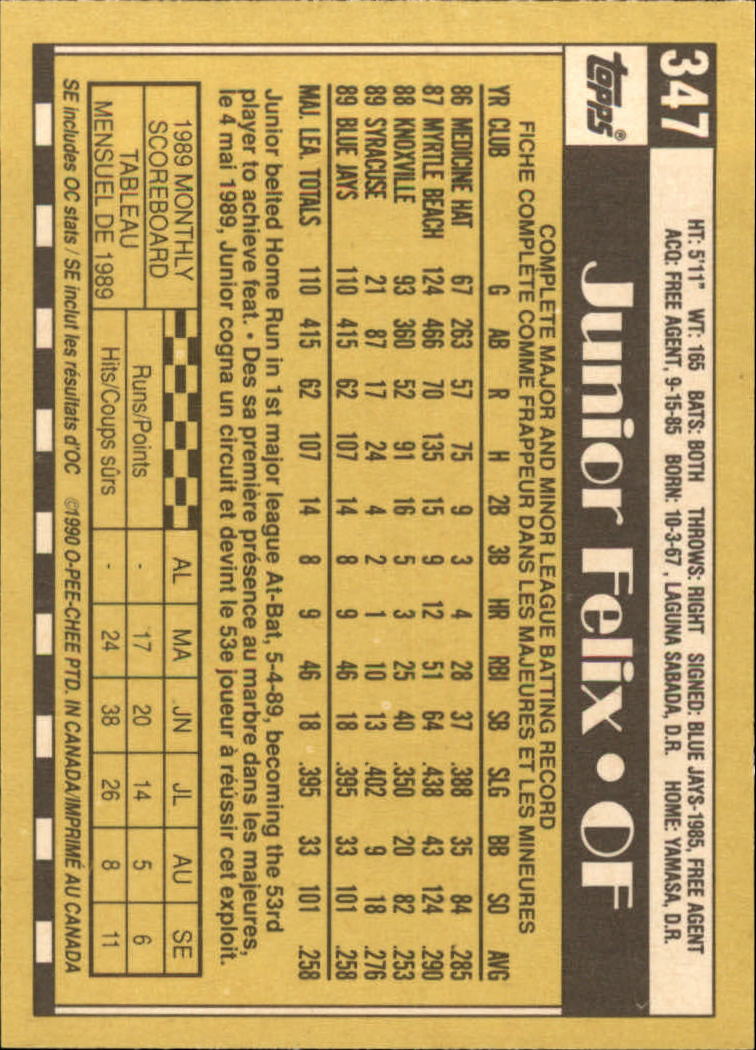 347
HT: 5'11" WT: 165 BATS: BOTH THROWS: RIGHT SIGNED: BLUE JAYS-1985, FREE AGENT
ACQ: FREE AGENT, 9-15-85 BORN: 10-3-67, LAGUNA SABADA, D.R. HOME: YAMASA, D.R.
topps® Junior Felix • OF
COMPLETE MAJOR AND MINOR LEAGUE BATTING RECORD
FICHE COMPLETE COMME FRAPPEUR DANS LES MAJEURES ET LES MINEURES
YR CLUB G AB R H 2B 3B HR RBI SB SLG BB SO AVG
86 MEDICINE HAT 67 263 57 75 9 3 4 28 37 .388 35 84 .285
87 MYRTLE BEACH 124 466 70 135 15 9 12 51 64 .438 43 124 .290
88 KNOXVILLE 93 360 52 91 16 5 3 25 40 .350 20 82 .253
89 SYRACUSE 21 87 17 24 4 2 1 10 13 .402 9 18 .276
89 BLUE JAYS 110 415 62 107 14 8 9 46 18 .395 33 101 .258
MAJ. LEA. TOTALS 110 415 62 107 14 8 9 46 18 .395 33 101 .258
Junior belted Home Run in 1st major league At-Bat, 5-4-89, becoming the 53rd
player to achieve feat. • Des sa première présence au marbre dans les majeures,
le 4 mai 1989, Junior cogna un circuit et devint le 53e joueur à réussir cet exploit.
1989 MONTHLY
SCOREBOARD
TABLEAU
MENSUEL DE 1989
AL MA JN JL AU SE
Runs/Points - 17 20 14 5 6
Hits/Coups sûrs - 24 38 26 8 11
SE includes OC stats / SE inclut les résultats d'OC ©1990 O-PEE-CHEE PTD. IN CANADA/IMPRIMÉ AU CANADA